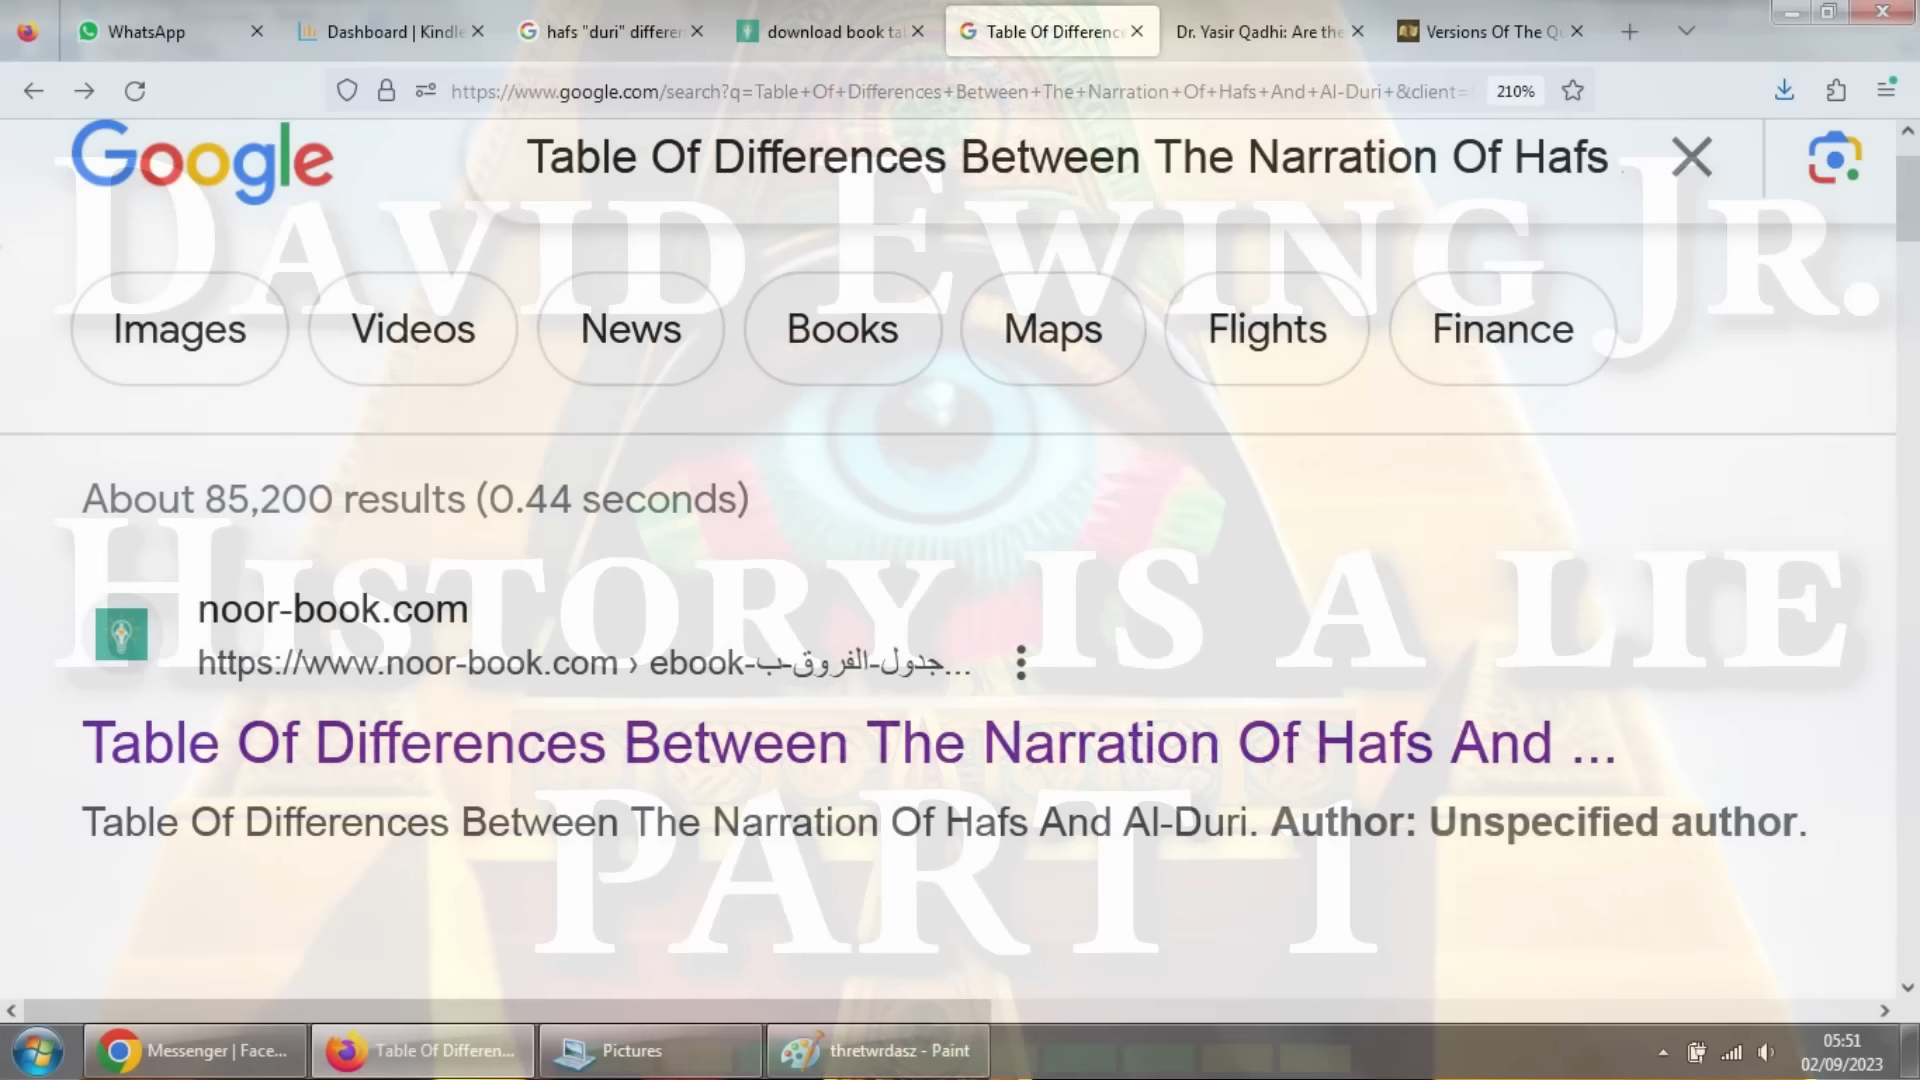 WhatsApp
Dashboard | Kindle
hafs "duri" differen
download book tal
Table Of Difference
Dr. Yasir Qadhi: Are the
Versions Of The Q
https://www.google.com/search?q=Table+Of+Differences+Between+The+Narration+Of+Hafs+And+Al-Duri+&client=
210%
Google
Table Of Differences Between The Narration Of Hafs
David Ewing Jr.
Images
Videos
News
Books
Maps
Flights
Finance
About 85,200 results (0.44 seconds)
History is a lie
noor-book.com
https://www.noor-book.com › ebook-جدول-الفروق-ب...
Table Of Differences Between The Narration Of Hafs And ...
Table Of Differences Between The Narration Of Hafs And Al-Duri. Author: Unspecified author.
part 1
Messenger | Face...
Table Of Differen...
Pictures
thretwrdasz - Paint
05:51
02/09/2023